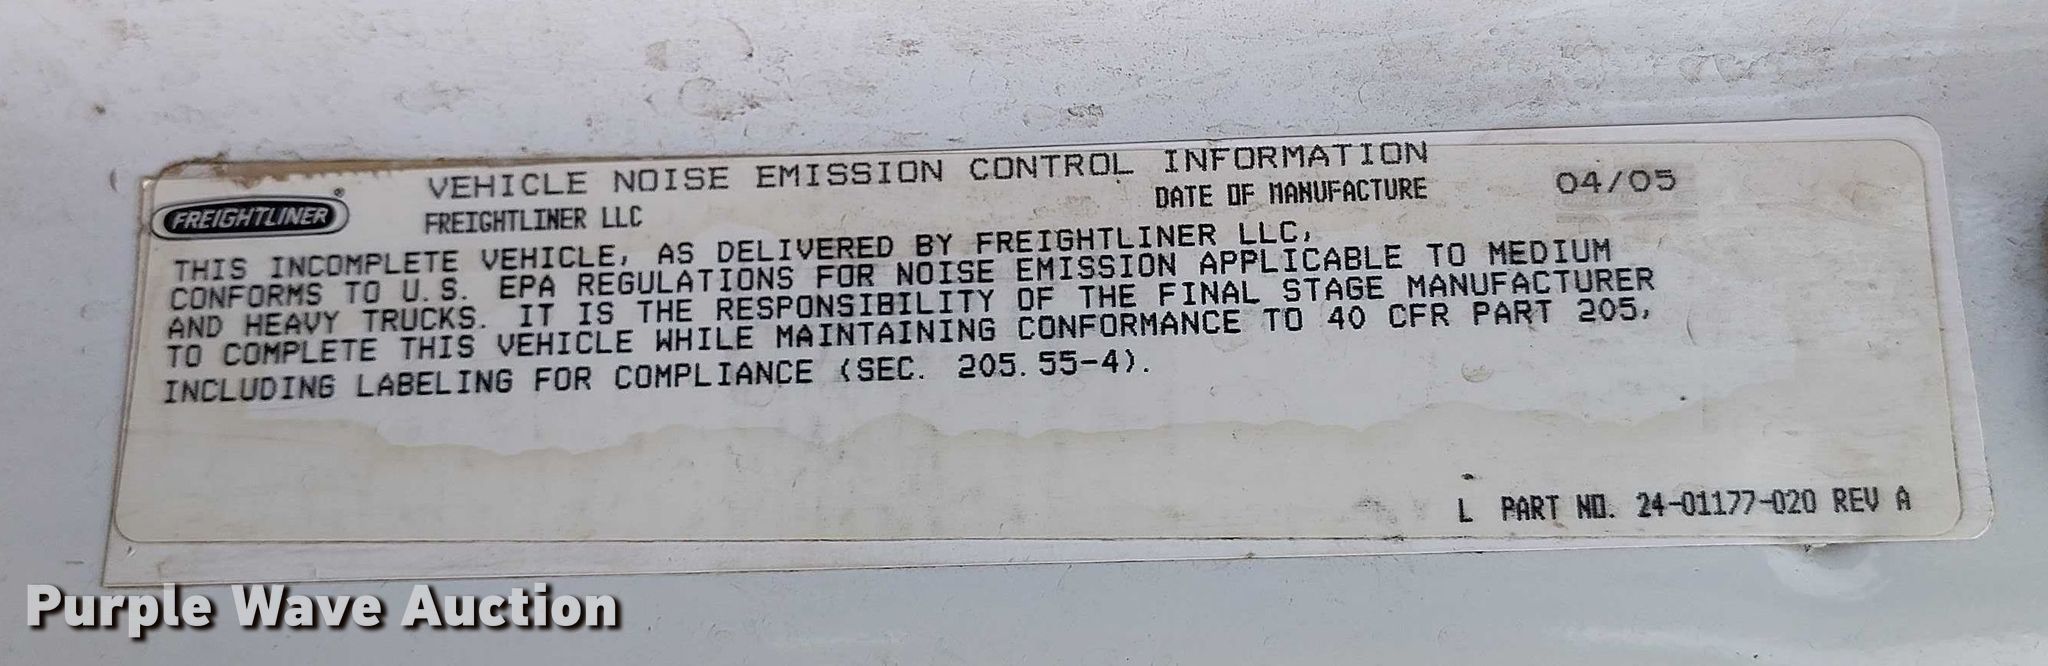 VEHICLE NOISE EMISSION CONTROL INFORMATION
FREIGHTLINER®
FREIGHTLINER LLC
DATE OF MANUFACTURE 04/05
THIS INCOMPLETE VEHICLE, AS DELIVERED BY FREIGHTLINER LLC,
CONFORMS TO U.S. EPA REGULATIONS FOR NOISE EMISSION APPLICABLE TO MEDIUM
AND HEAVY TRUCKS. IT IS THE RESPONSIBILITY OF THE FINAL STAGE MANUFACTURER
TO COMPLETE THIS VEHICLE WHILE MAINTAINING CONFORMANCE TO 40 CFR PART 205,
INCLUDING LABELING FOR COMPLIANCE (SEC. 205.55-4).
L PART NO. 24-01177-020 REV A
Purple Wave Auction